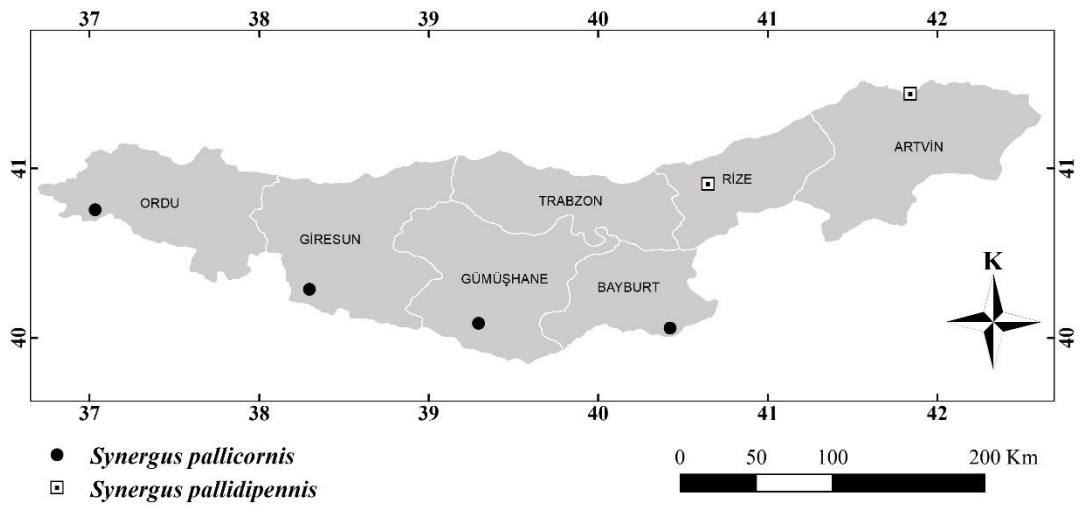 37 38 39 40 41 42
41 41
ARTVİN
RİZE
TRABZON
ORDU
GİRESUN
K
GÜMÜŞHANE
BAYBURT
40 40
37 38 39 40 41 42
Synergus pallicornis
Synergus pallidipennis
0 50 100 200 Km